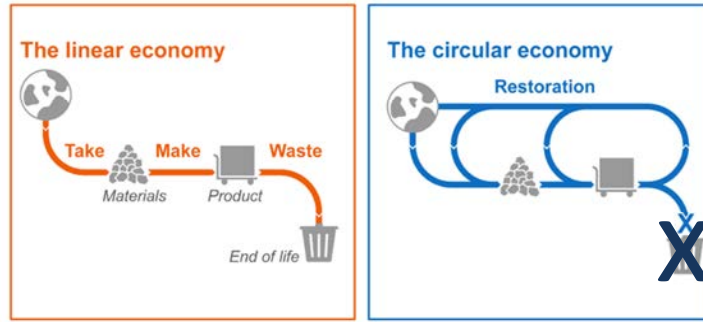 The linear economy
Take Make Waste
Materials Product
End of life
The circular economy
Restoration
X
X